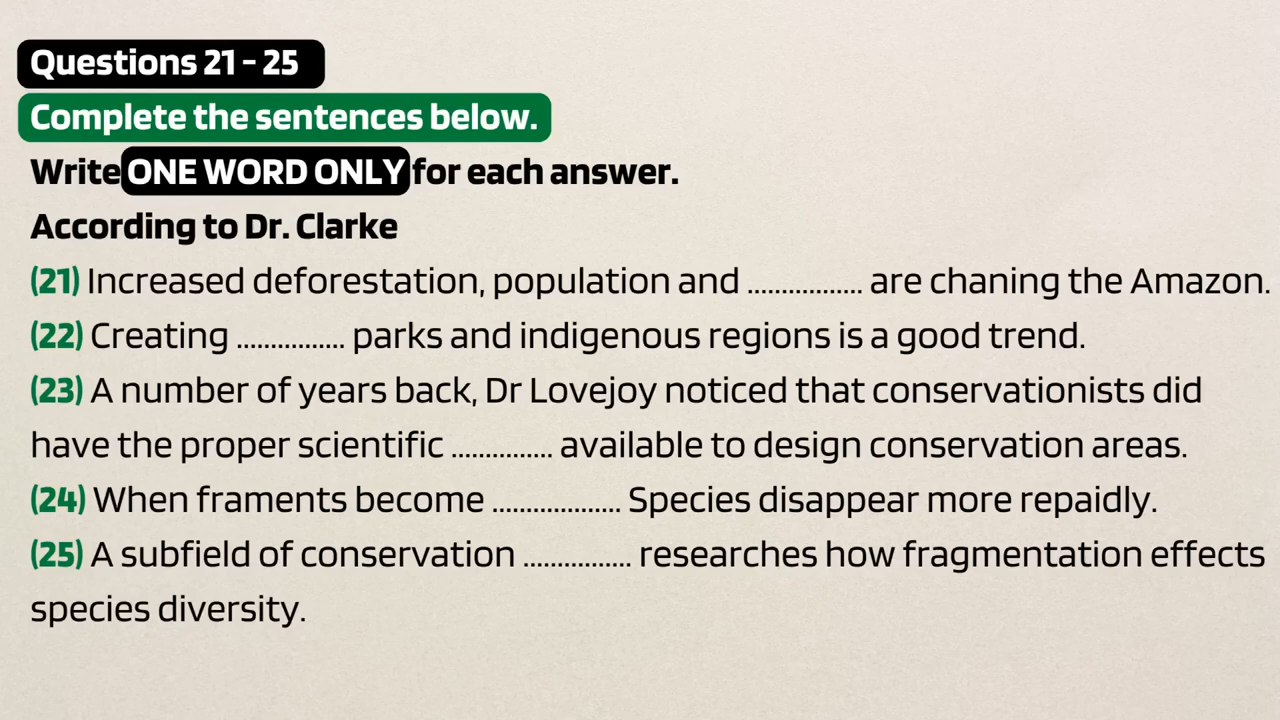 Questions 21 - 25
Complete the sentences below.
Write ONE WORD ONLY for each answer.
According to Dr. Clarke
(21) Increased deforestation, population and ................. are chaning the Amazon.
(22) Creating ................ parks and indigenous regions is a good trend.
(23) A number of years back, Dr Lovejoy noticed that conservationists did
have the proper scientific ............... available to design conservation areas.
(24) When framents become ................... Species disappear more repaidly.
(25) A subfield of conservation ................ researches how fragmentation effects
species diversity.